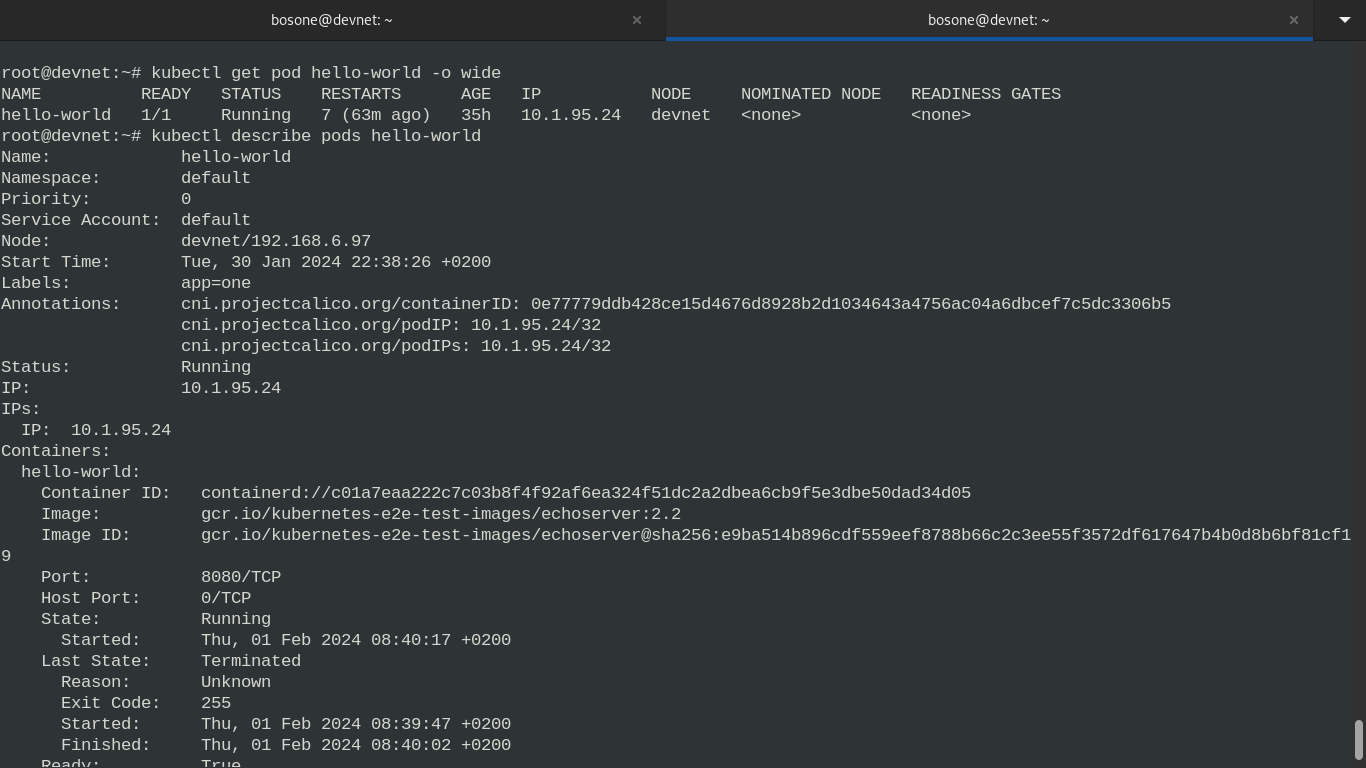 bosone@devnet: ~ × bosone@devnet: ~ ×
root@devnet:~# kubectl get pod hello-world -o wide
NAME          READY   STATUS    RESTARTS      AGE   IP           NODE     NOMINATED NODE   READINESS GATES
hello-world   1/1     Running   7 (63m ago)   35h   10.1.95.24   devnet   <none>           <none>
root@devnet:~# kubectl describe pods hello-world
Name:             hello-world
Namespace:        default
Priority:         0
Service Account:  default
Node:             devnet/192.168.6.97
Start Time:       Tue, 30 Jan 2024 22:38:26 +0200
Labels:           app=one
Annotations:      cni.projectcalico.org/containerID: 0e77779ddb428ce15d4676d8928b2d1034643a4756ac04a6dbcef7c5dc3306b5
                  cni.projectcalico.org/podIP: 10.1.95.24/32
                  cni.projectcalico.org/podIPs: 10.1.95.24/32
Status:           Running
IP:               10.1.95.24
IPs:
  IP:  10.1.95.24
Containers:
  hello-world:
    Container ID:   containerd://c01a7eaa222c7c03b8f4f92af6ea324f51dc2a2dbea6cb9f5e3dbe50dad34d05
    Image:          gcr.io/kubernetes-e2e-test-images/echoserver:2.2
    Image ID:       gcr.io/kubernetes-e2e-test-images/echoserver@sha256:e9ba514b896cdf559eef8788b66c2c3ee55f3572df617647b4b0d8b6bf81cf1
9
    Port:           8080/TCP
    Host Port:      0/TCP
    State:          Running
      Started:      Thu, 01 Feb 2024 08:40:17 +0200
    Last State:     Terminated
      Reason:       Unknown
      Exit Code:    255
      Started:      Thu, 01 Feb 2024 08:39:47 +0200
      Finished:     Thu, 01 Feb 2024 08:40:02 +0200
    Ready:          True